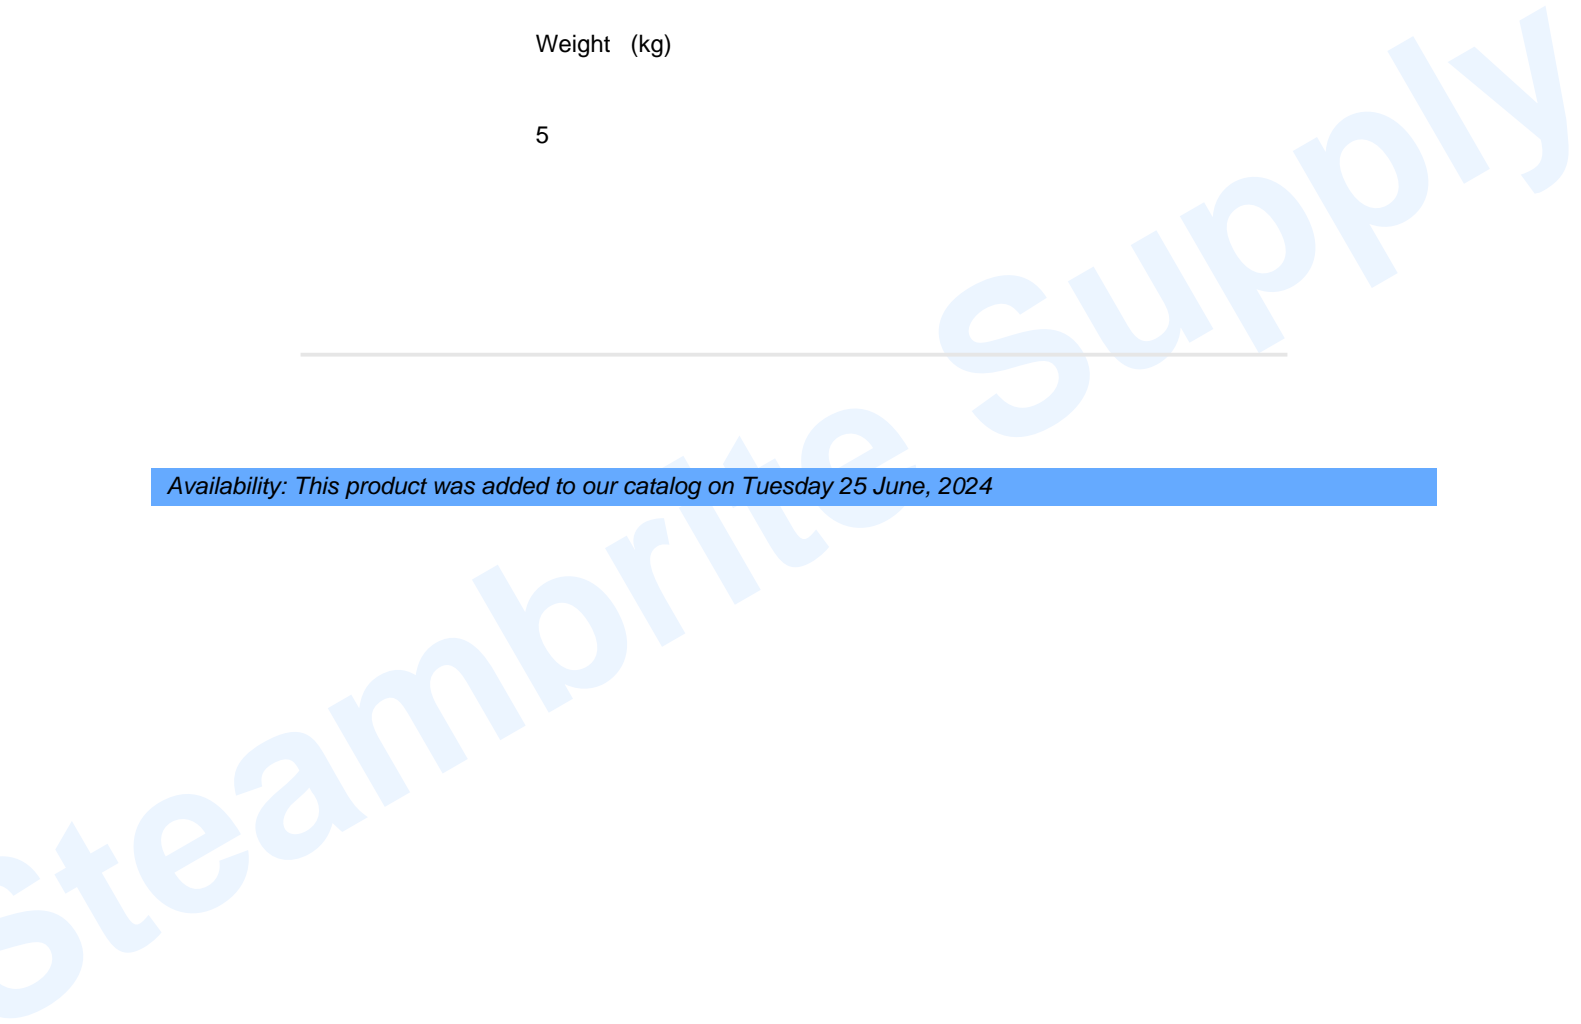 Weight (kg)
5
Availability: This product was added to our catalog on Tuesday 25 June, 2024
Steambrite Supply